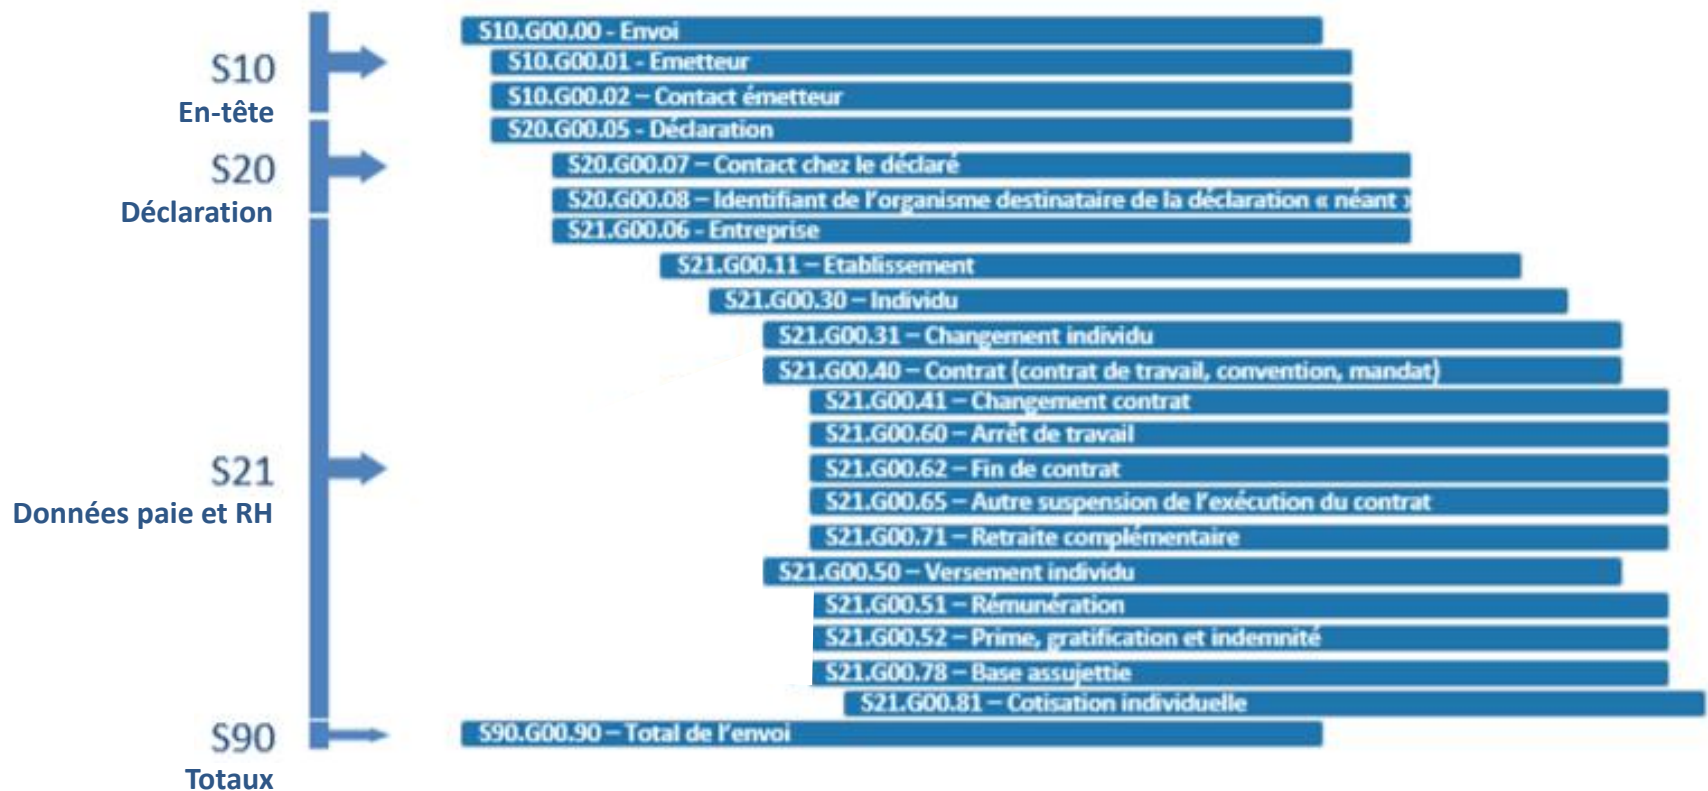 S10
En-tête
S20
Déclaration
S21
Données paie et RH
S90
Totaux
S10.G00.00 - Envoi
S10.G00.01 - Emetteur
S10.G00.02 – Contact émetteur
S20.G00.05 - Déclaration
S20.G00.07 – Contact chez le déclaré
S20.G00.08 – Identifiant de l'organisme destinataire de la déclaration « néant »
S21.G00.06 - Entreprise
S21.G00.11 – Etablissement
S21.G00.30 – Individu
S21.G00.31 – Changement individu
S21.G00.40 – Contrat (contrat de travail, convention, mandat)
S21.G00.41 – Changement contrat
S21.G00.60 – Arrêt de travail
S21.G00.62 – Fin de contrat
S21.G00.65 – Autre suspension de l'exécution du contrat
S21.G00.71 – Retraite complémentaire
S21.G00.50 – Versement individu
S21.G00.51 – Rémunération
S21.G00.52 – Prime, gratification et indemnité
S21.G00.78 – Base assujettie
S21.G00.81 – Cotisation individuelle
S90.G00.90 – Total de l'envoi